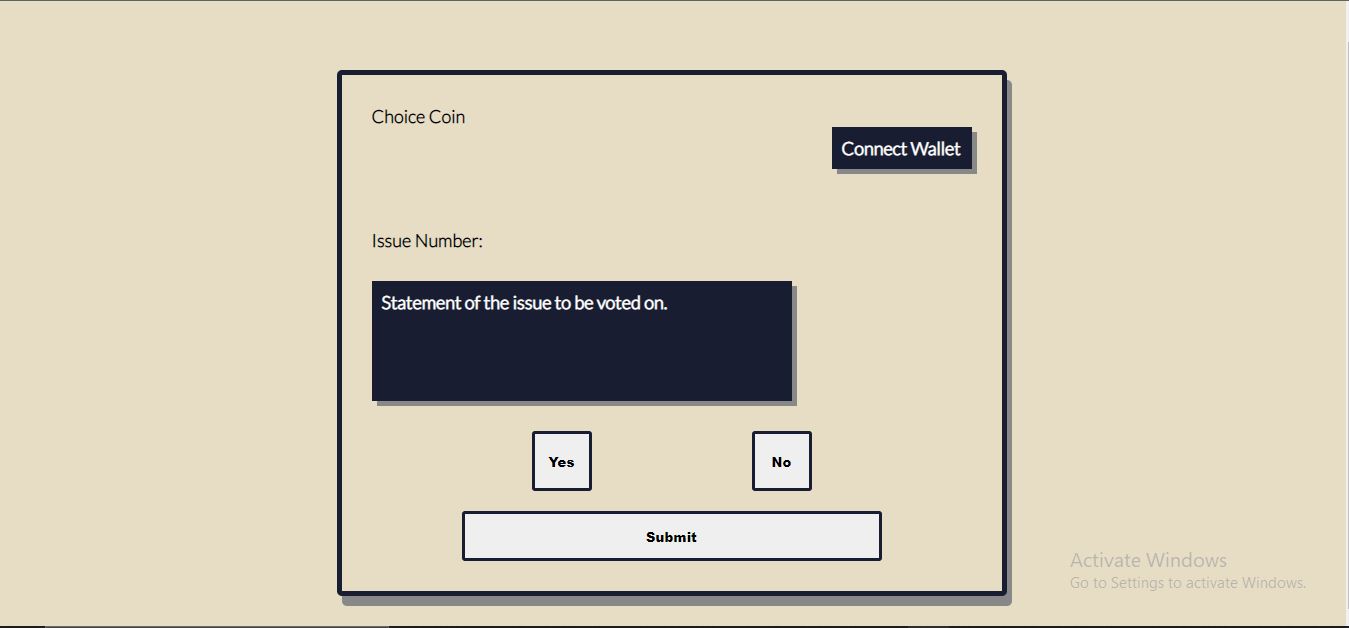 Choice Coin
Connect Wallet
Issue Number:
Statement of the issue to be voted on.
Yes
No
Submit
Activate Windows
Go to Settings to activate Windows.